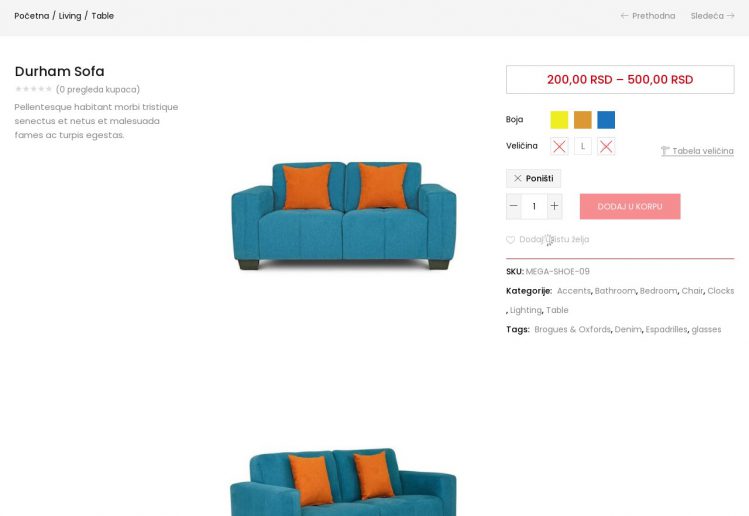 Početna / Living / Table
Prethodna
Sledeća
Durham Sofa
(0 pregleda kupaca)
Pellentesque habitant morbi tristique
senectus et netus et malesuada
fames ac turpis egestas.
200,00 RSD – 500,00 RSD
Boja
Veličina
L
Tabela veličina
Poništi
1
DODAJ U KORPU
Dodaj u listu želja
SKU: MEGA-SHOE-09
Kategorije: Accents, Bathroom, Bedroom, Chair, Clocks
, Lighting, Table
Tags: Brogues & Oxfords, Denim, Espadrilles, glasses